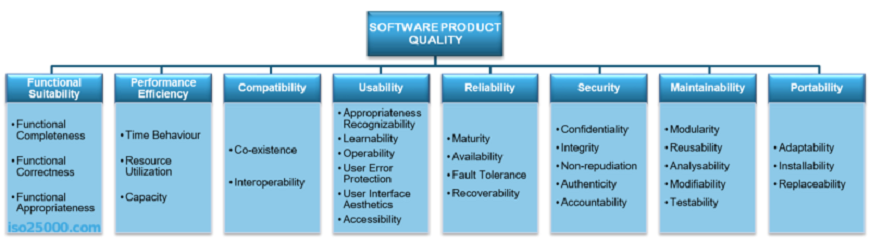 SOFTWARE PRODUCT
QUALITY
Functional
Suitability
•Functional
Completeness
•Functional
Correctness
•Functional
Appropriateness
Performance
Efficiency
•Time Behaviour
•Resource
Utilization
•Capacity
Compatibility
•Co-existence
•Interoperability
Usability
•Appropriateness
Recognizability
•Learnability
•Operability
•User Error
Protection
•User Interface
Aesthetics
•Accessibility
Reliability
•Maturity
•Availability
•Fault Tolerance
•Recoverability
Security
•Confidentiality
•Integrity
•Non-repudiation
•Authenticity
•Accountability
Maintainability
•Modularity
•Reusability
•Analysability
•Modifiability
•Testability
Portability
•Adaptability
•Installability
•Replaceability
iso25000.com